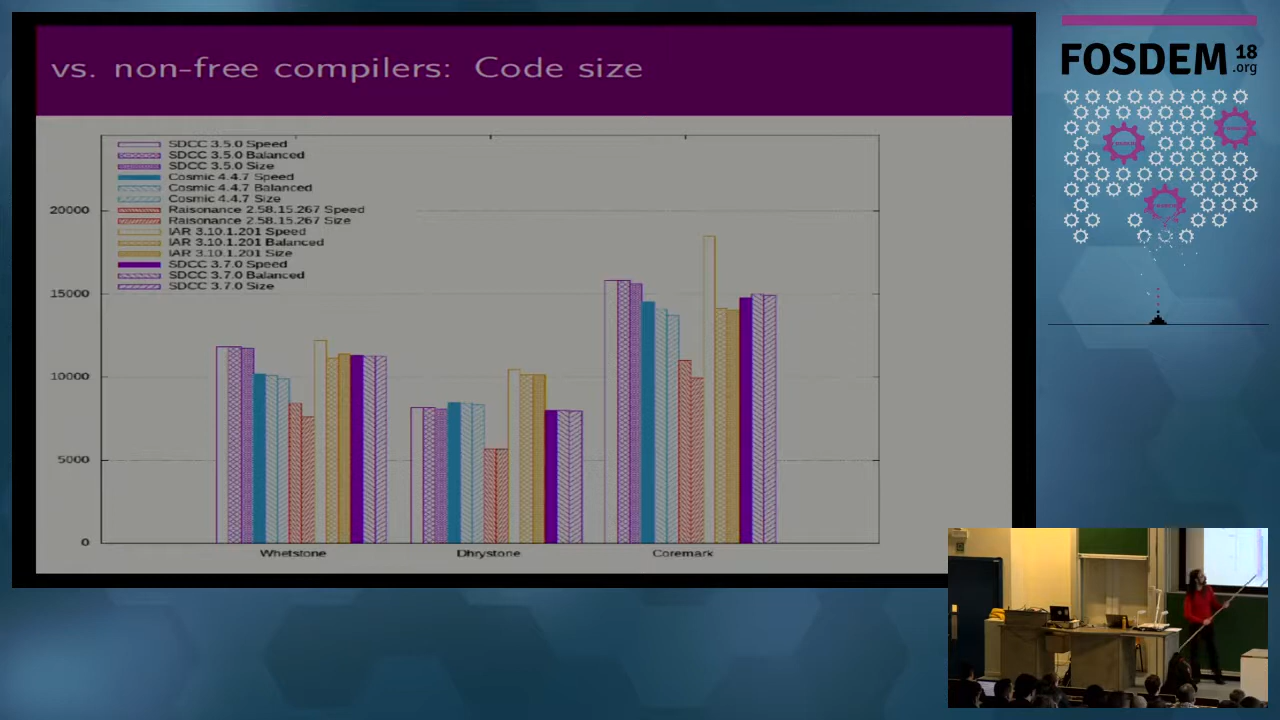 vs. non-free compilers: Code size
FOSDEM 18
.org
SDCC 3.5.0 Speed
SDCC 3.5.0 Balanced
SDCC 3.5.0 Size
Cosmic 4.4.7 Speed
Cosmic 4.4.7 Balanced
Cosmic 4.4.7 Size
Raisonance 2.58.15.267 Speed
Raisonance 2.58.15.267 Size
IAR 3.10.1.201 Speed
IAR 3.10.1.201 Balanced
IAR 3.10.1.201 Size
SDCC 3.7.0 Speed
SDCC 3.7.0 Balanced
SDCC 3.7.0 Size
20000
15000
10000
5000
0
Whetstone
Dhrystone
Coremark